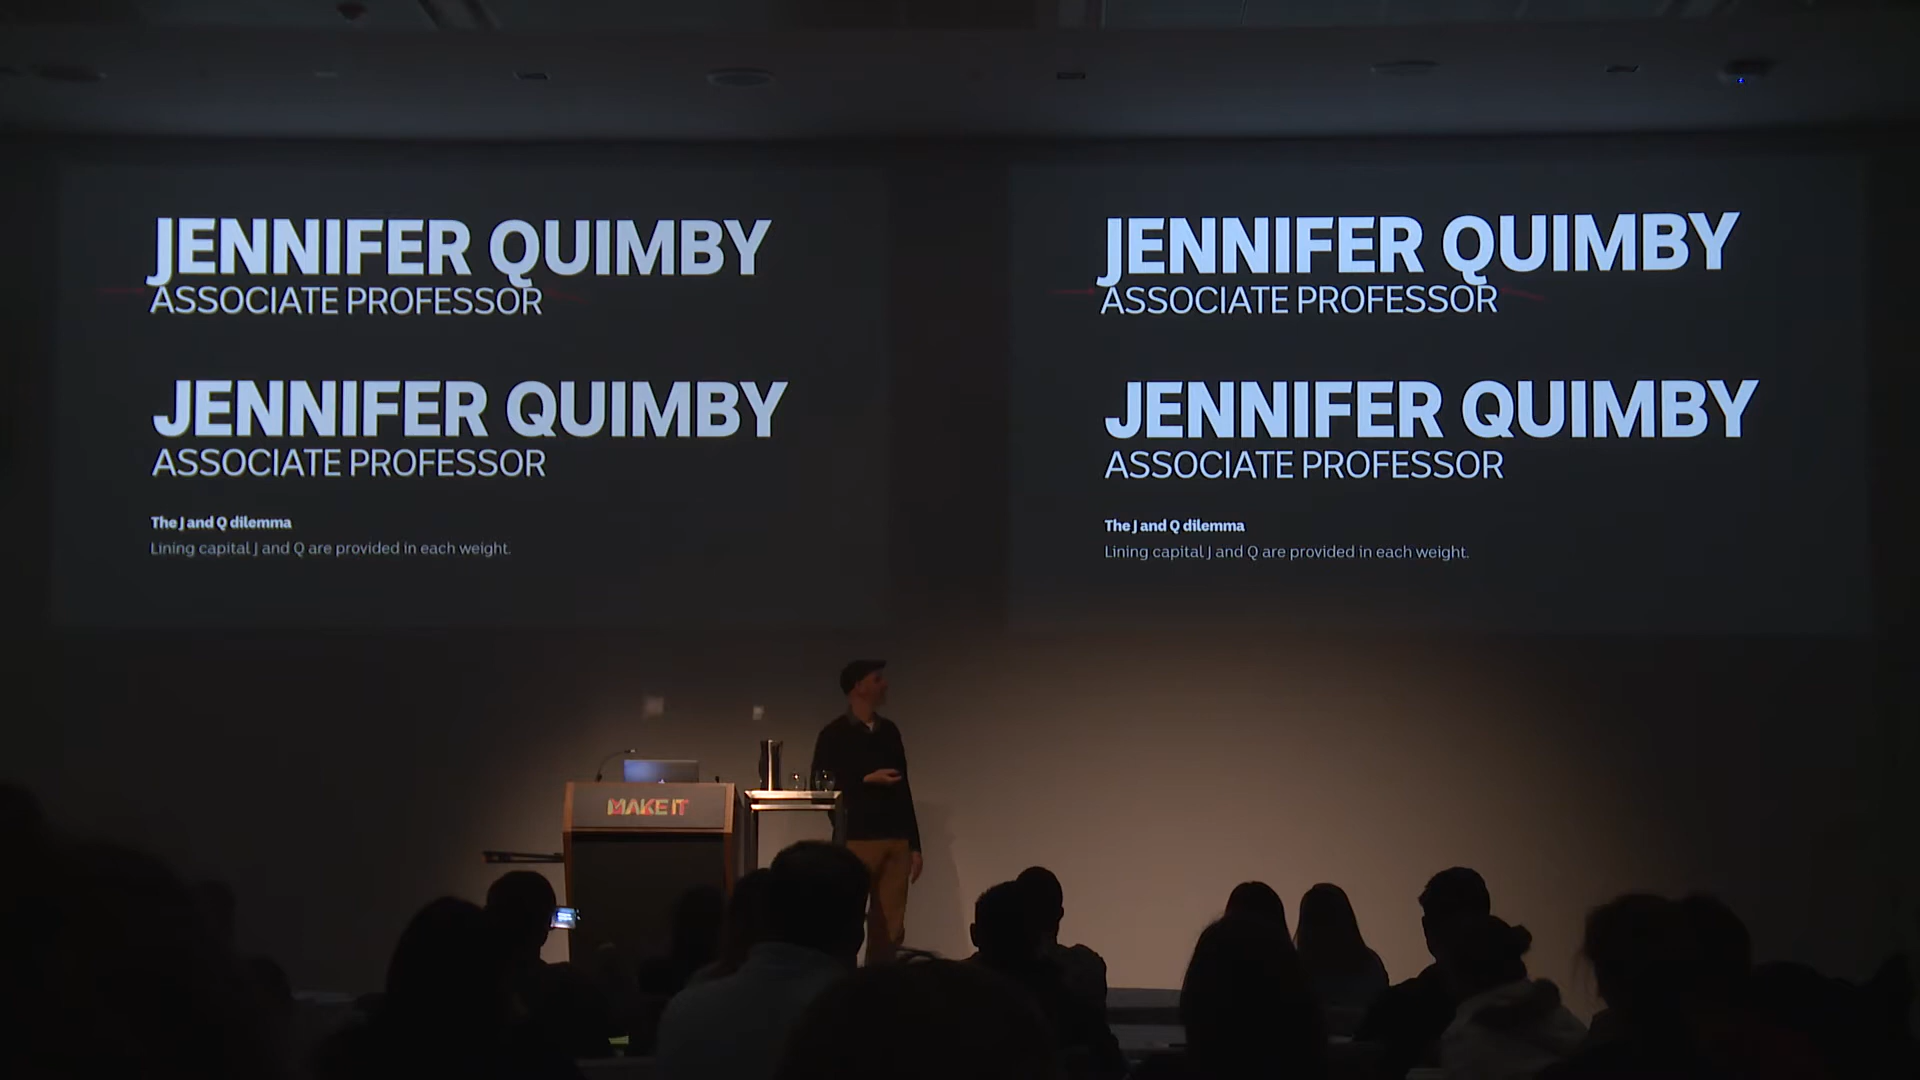 JENNIFER QUIMBY
ASSOCIATE PROFESSOR
JENNIFER QUIMBY
ASSOCIATE PROFESSOR
The J and Q dilemma
Lining capital J and Q are provided in each weight.
JENNIFER QUIMBY
ASSOCIATE PROFESSOR
JENNIFER QUIMBY
ASSOCIATE PROFESSOR
The J and Q dilemma
Lining capital J and Q are provided in each weight.
MAKE IT